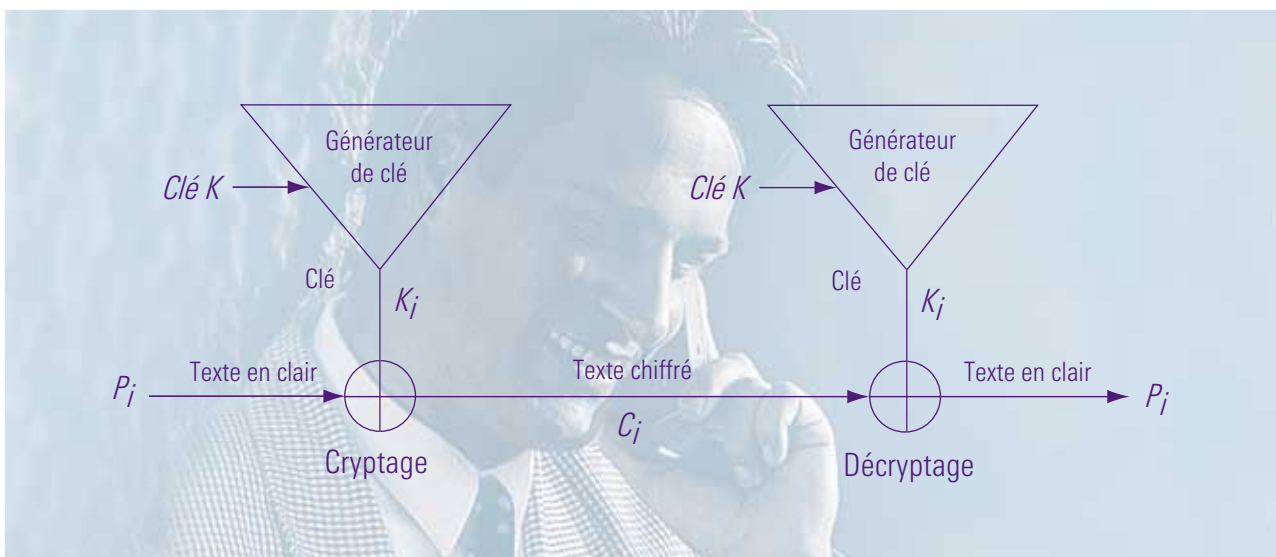 Générateur
de clé
Clé K
Clé
Ki
Pi
Texte en clair
Cryptage
Texte chiffré
Ci
Générateur
de clé
Clé K
Clé
Ki
Texte en clair
Pi
Décryptage